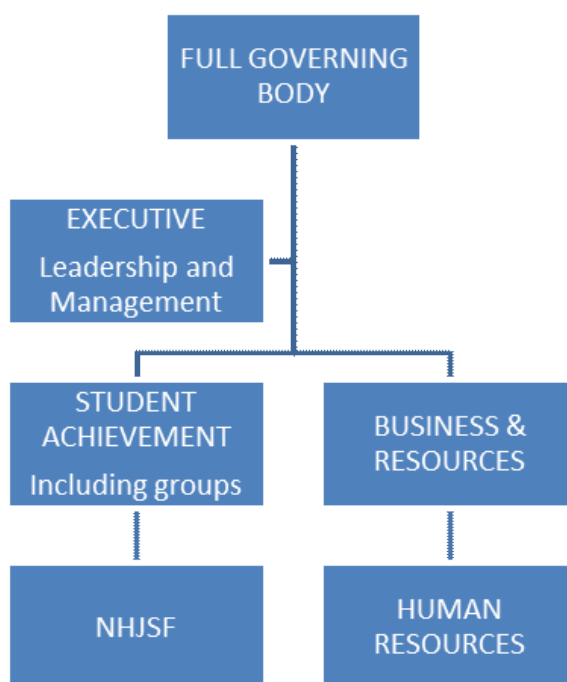 FULL GOVERNING
BODY
EXECUTIVE
Leadership and
Management
STUDENT
ACHIEVEMENT
Including groups
BUSINESS &
RESOURCES
NHJSF
HUMAN
RESOURCES